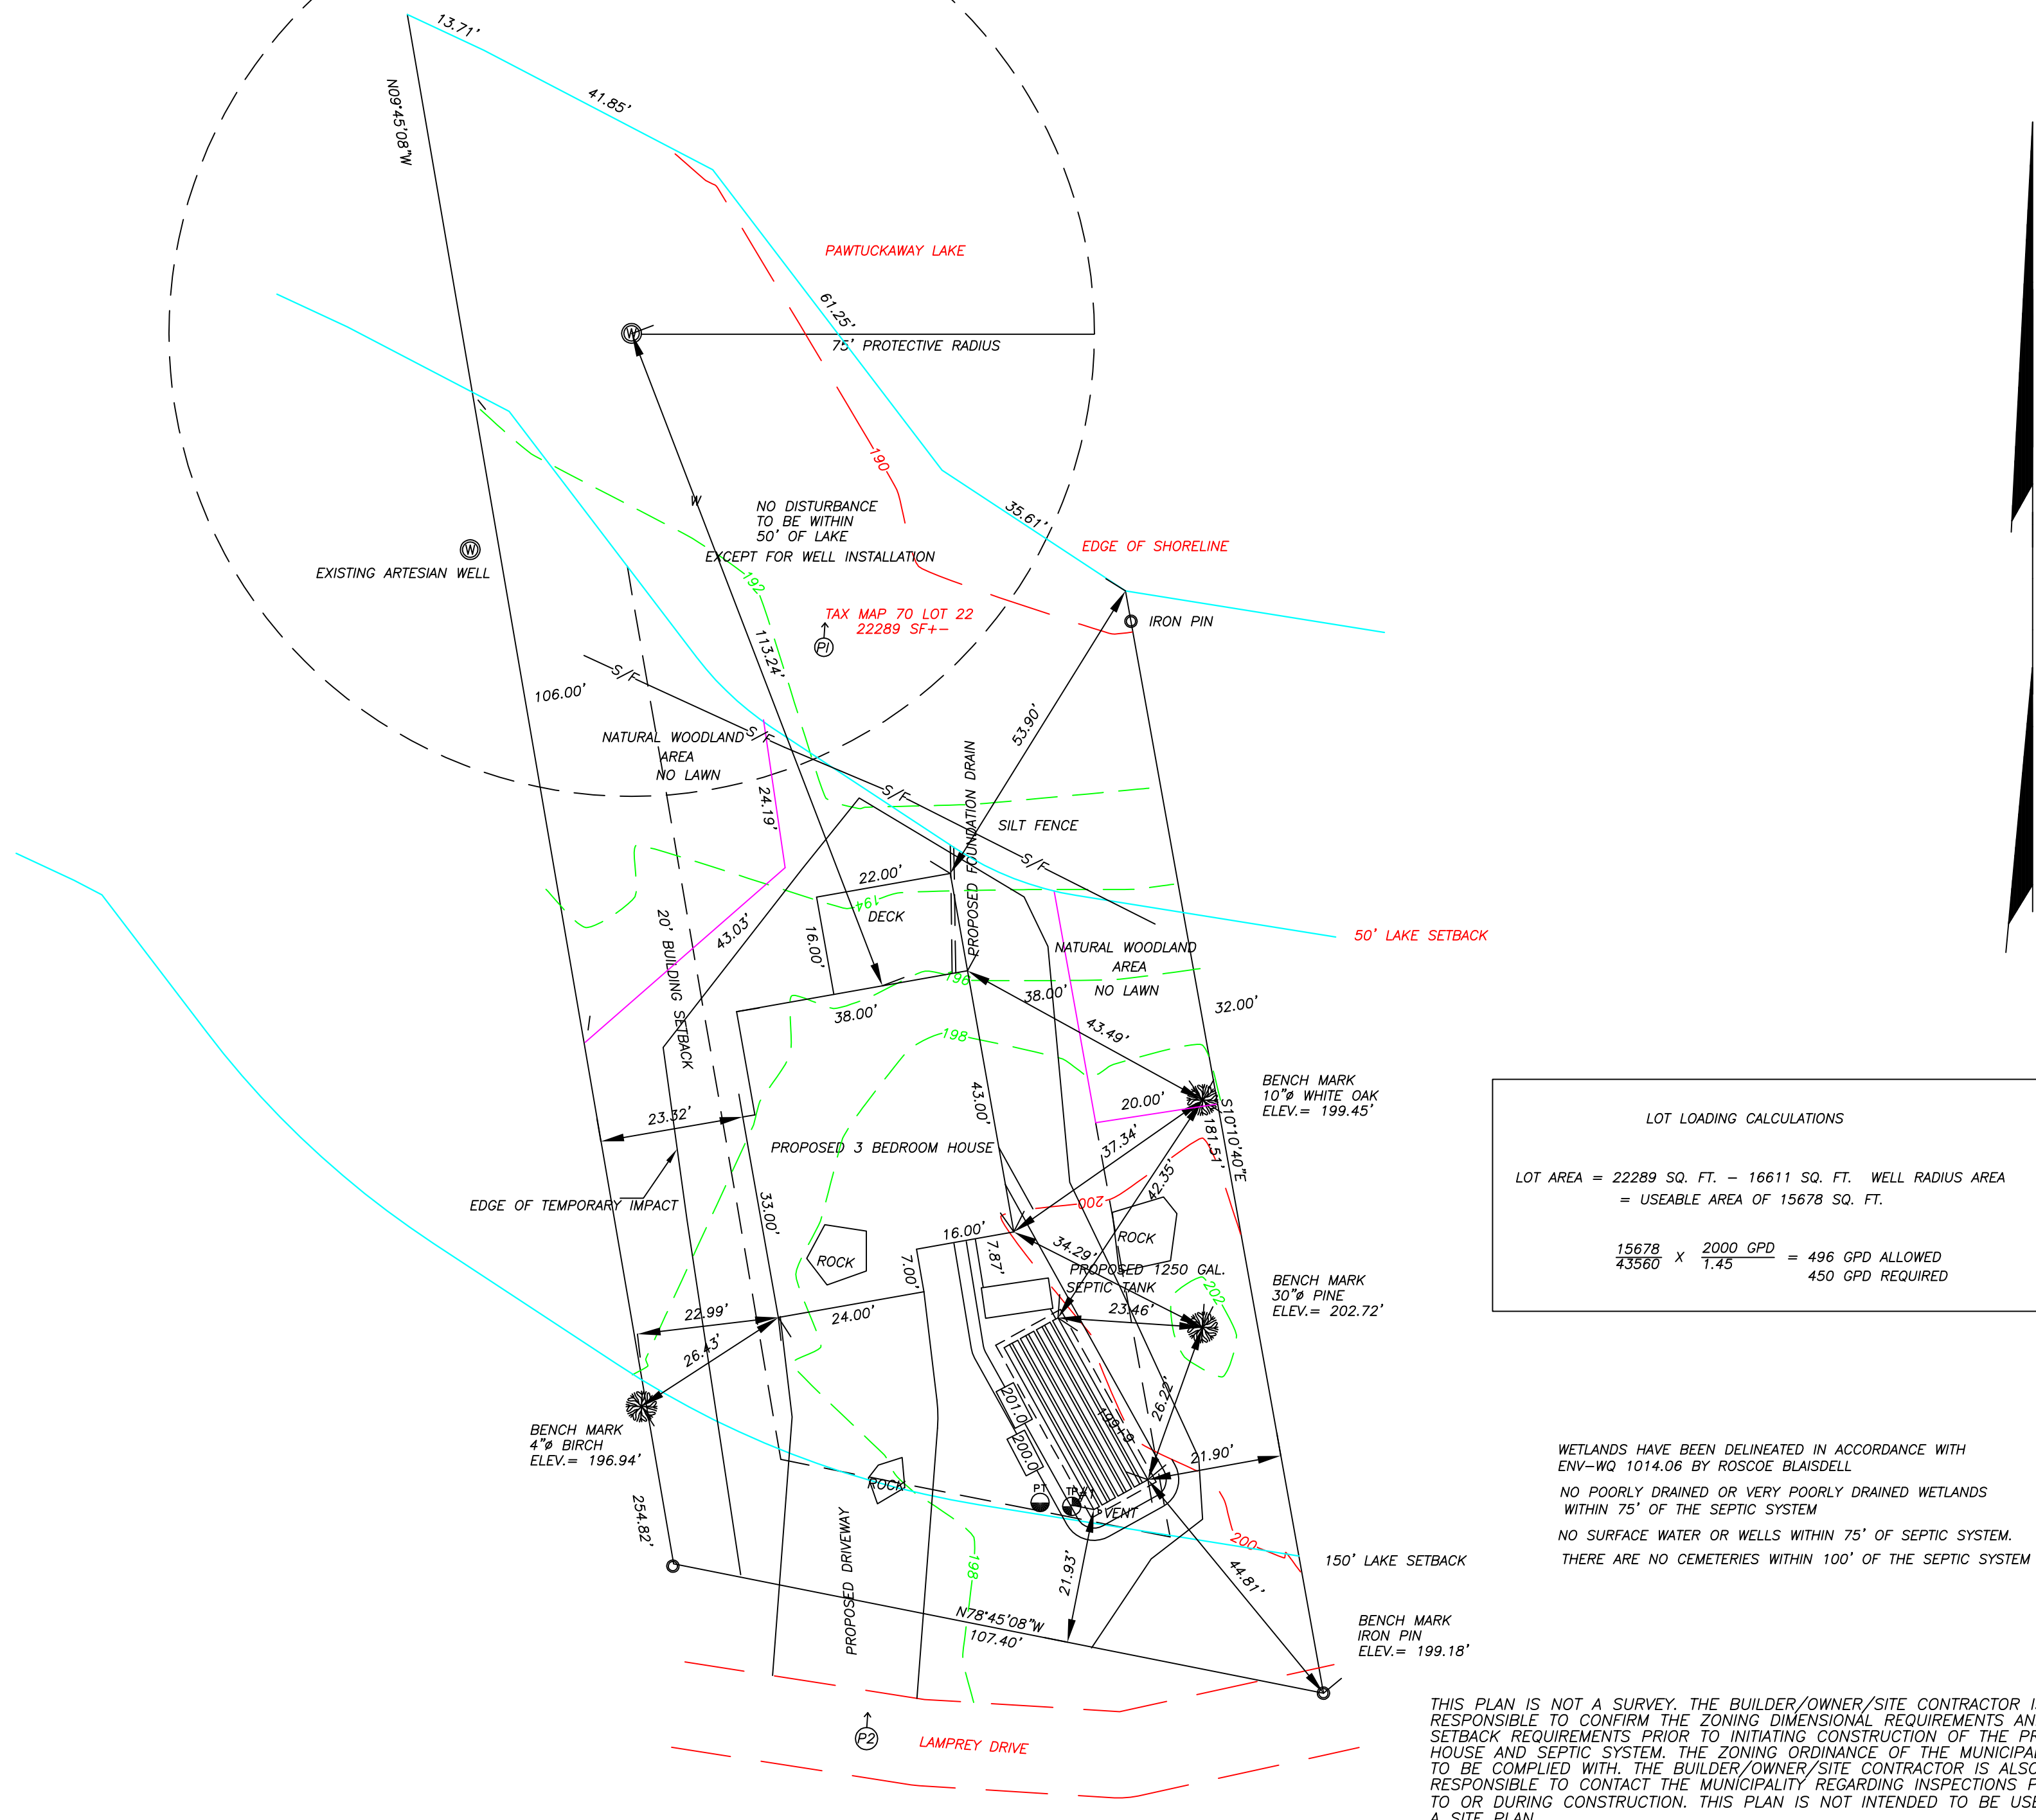 13.71'
N09°45'08"W
41.85'
PAWTUCKAWAY LAKE
61.25'
W
75' PROTECTIVE RADIUS
190
W
NO DISTURBANCE
TO BE WITHIN
50' OF LAKE
EXCEPT FOR WELL INSTALLATION
35.61'
EDGE OF SHORELINE
W
EXISTING ARTESIAN WELL
192
TAX MAP 70 LOT 22
22289 SF+-
P1
IRON PIN
113.24'
S/F
106.00'
53.90'
NATURAL WOODLAND
AREA
NO LAWN
S/F
24.19'
S/F
PROPOSED FOUNDATION DRAIN
SILT FENCE
S/F
22.00'
194
DECK
16.00'
43.03'
20' BUILDING SETBACK
50' LAKE SETBACK
NATURAL WOODLAND
AREA
NO LAWN
196
38.00'
38.00'
32.00'
43.49'
198
43.00'
BENCH MARK
10"ø WHITE OAK
ELEV.= 199.45'
20.00'
S10°10'40"E
181.51'
23.32'
37.34'
PROPOSED 3 BEDROOM HOUSE
42.35'
EDGE OF TEMPORARY IMPACT
33.00'
200
16.00'
7.87'
7.00'
ROCK
34.29'
ROCK
PROPOSED 1250 GAL.
SEPTIC TANK
202
BENCH MARK
30"ø PINE
ELEV.= 202.72'
22.99'
24.00'
23.46'
26.43'
26.22'
201.0
199+9
200.0
BENCH MARK
4"ø BIRCH
ELEV.= 196.94'
ROCK
21.90'
PT
VENT
254.82'
PROPOSED DRIVEWAY
198
200
21.93'
44.81'
150' LAKE SETBACK
N78°45'08"W
107.40'
BENCH MARK
IRON PIN
ELEV.= 199.18'
P2
LAMPREY DRIVE
LOT LOADING CALCULATIONS
LOT AREA = 22289 SQ. FT. - 16611 SQ. FT. WELL RADIUS AREA
= USEABLE AREA OF 15678 SQ. FT.
15678 X 2000 GPD = 496 GPD ALLOWED
43560 1.45
450 GPD REQUIRED
WETLANDS HAVE BEEN DELINEATED IN ACCORDANCE WITH
ENV-WQ 1014.06 BY ROSCOE BLAISDELL
NO POORLY DRAINED OR VERY POORLY DRAINED WETLANDS
WITHIN 75' OF THE SEPTIC SYSTEM
NO SURFACE WATER OR WELLS WITHIN 75' OF SEPTIC SYSTEM.
THERE ARE NO CEMETERIES WITHIN 100' OF THE SEPTIC SYSTEM
THIS PLAN IS NOT A SURVEY. THE BUILDER/OWNER/SITE CONTRACTOR
RESPONSIBLE TO CONFIRM THE ZONING DIMENSIONAL REQUIREMENTS
SETBACK REQUIREMENTS PRIOR TO INITIATING CONSTRUCTION OF THE
HOUSE AND SEPTIC SYSTEM. THE ZONING ORDINANCE OF THE
TO BE COMPLIED WITH. THE BUILDER/OWNER/SITE CONTRACTOR IS ALSO
RESPONSIBLE TO CONTACT THE MUNICIPALITY REGARDING INSPECTIONS
TO OR DURING CONSTRUCTION. THIS PLAN IS NOT INTENDED TO BE
A SITE PLAN